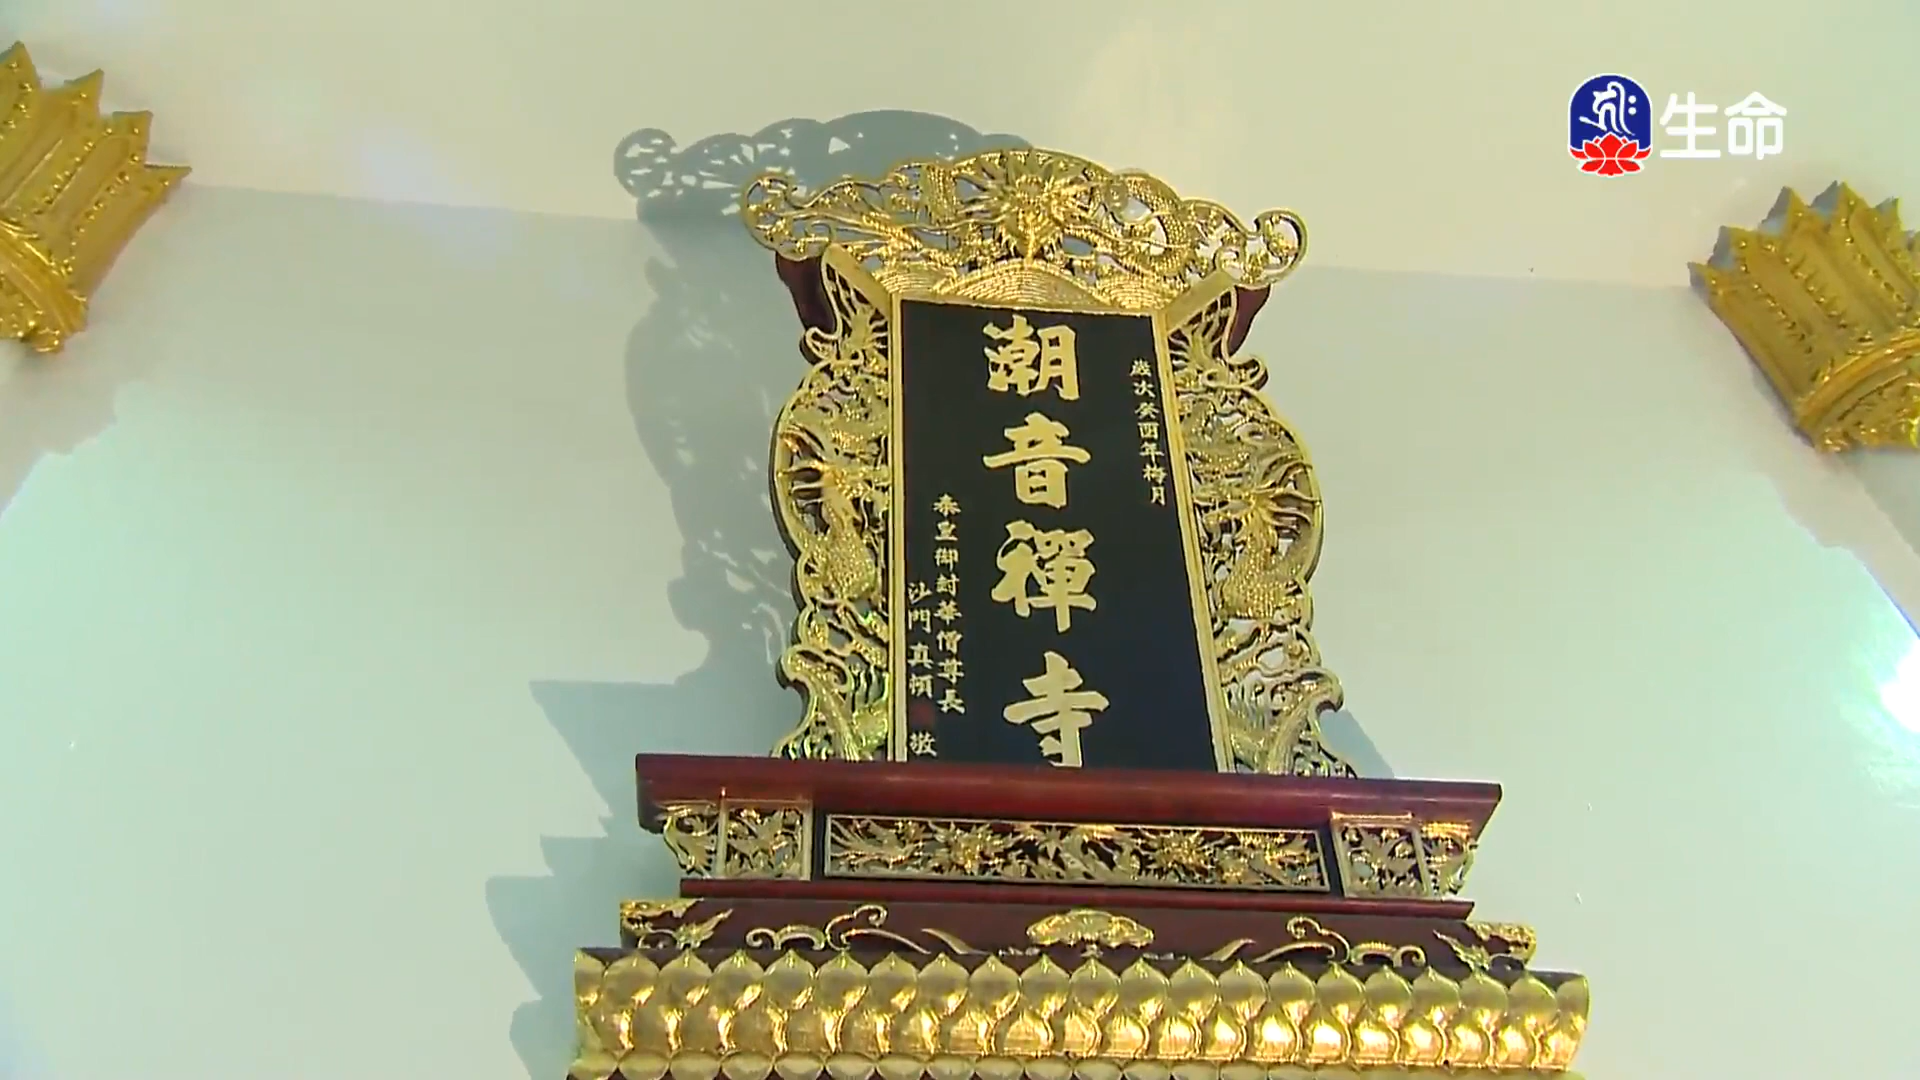 生命
歲次癸酉年梅月
潮音禪寺
泰皇御封華僧尊長
沙門真頓 敬